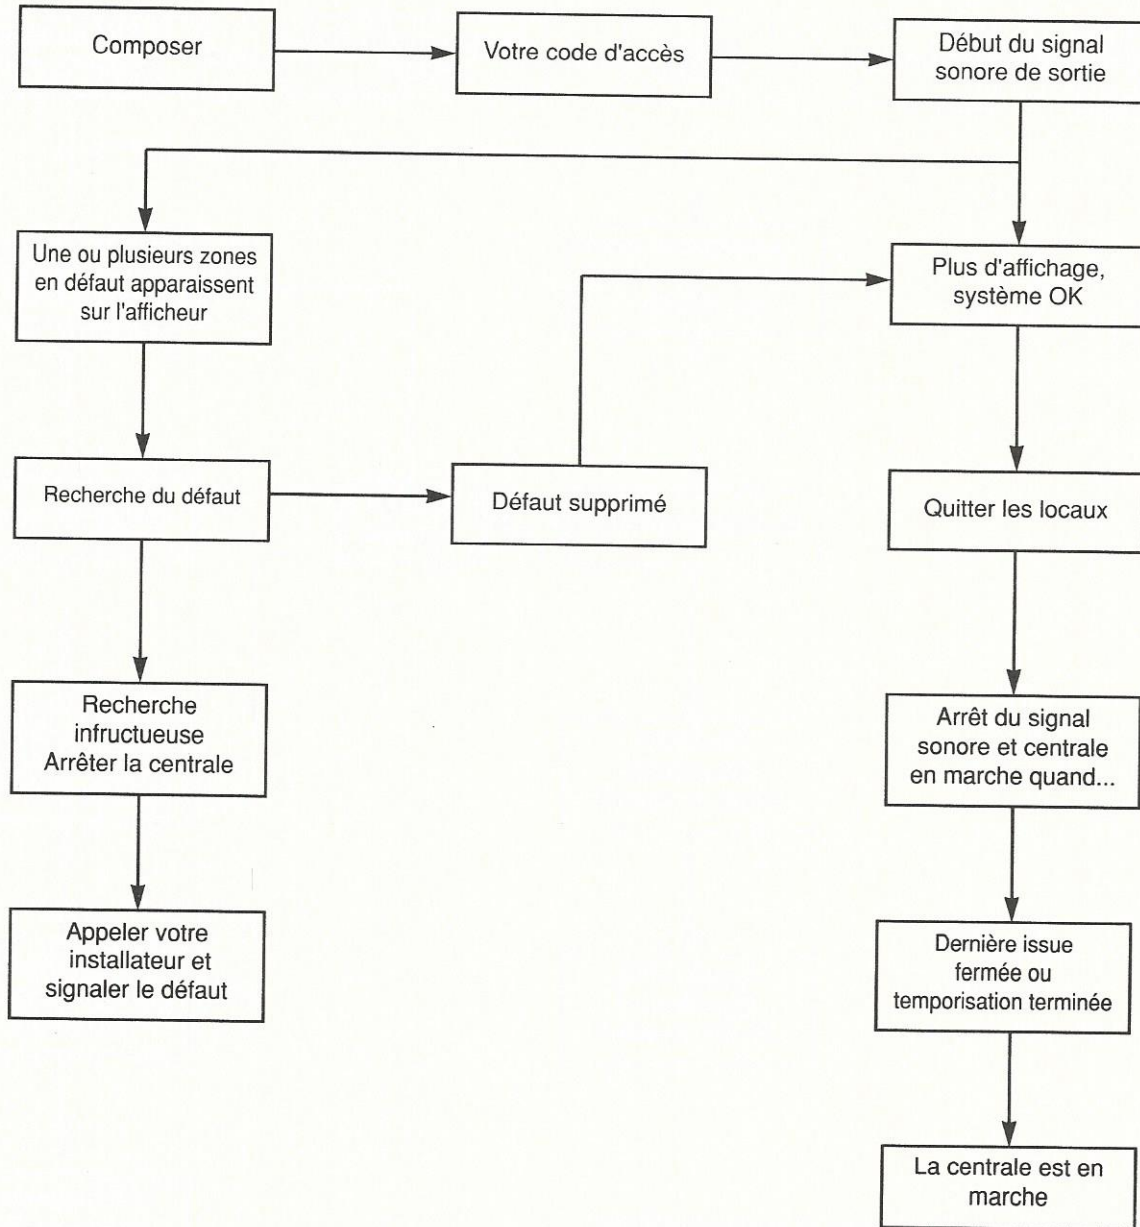 Composer
Votre code d'accès
Début du signal
sonore de sortie
Une ou plusieurs zones
en défaut apparaissent
sur l'afficheur
Plus d'affichage,
système OK
Recherche du défaut
Défaut supprimé
Quitter les locaux
Recherche
infructueuse
Arrêter la centrale
Arrêt du signal
sonore et centrale
en marche quand...
Appeler votre
installateur et
signaler le défaut
Dernière issue
fermée ou
temporisation terminée
La centrale est en
marche